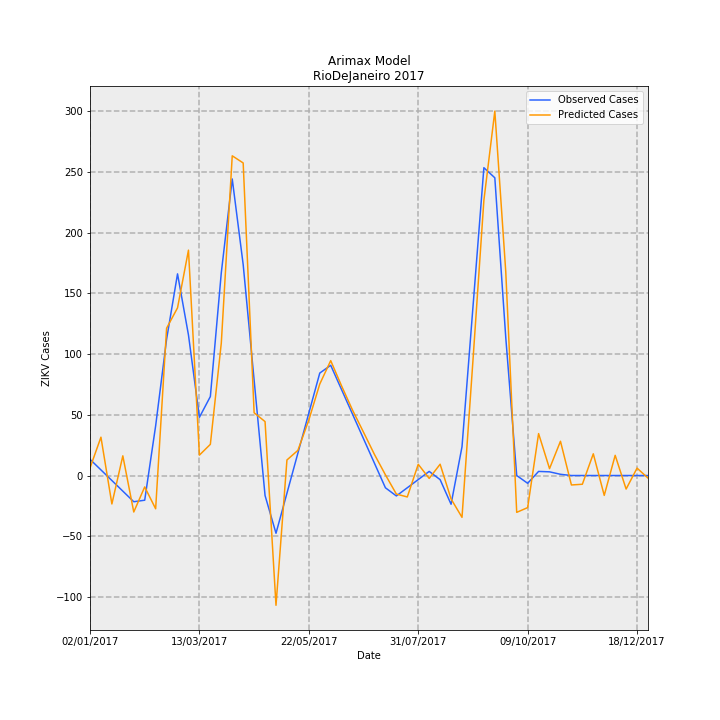 Arimax Model
RioDeJaneiro 2017
Observed Cases
Predicted Cases
300
250
200
150
100
50
0
−50
−100
ZIKV Cases
02/01/2017 13/03/2017 22/05/2017 31/07/2017 09/10/2017 18/12/2017
Date